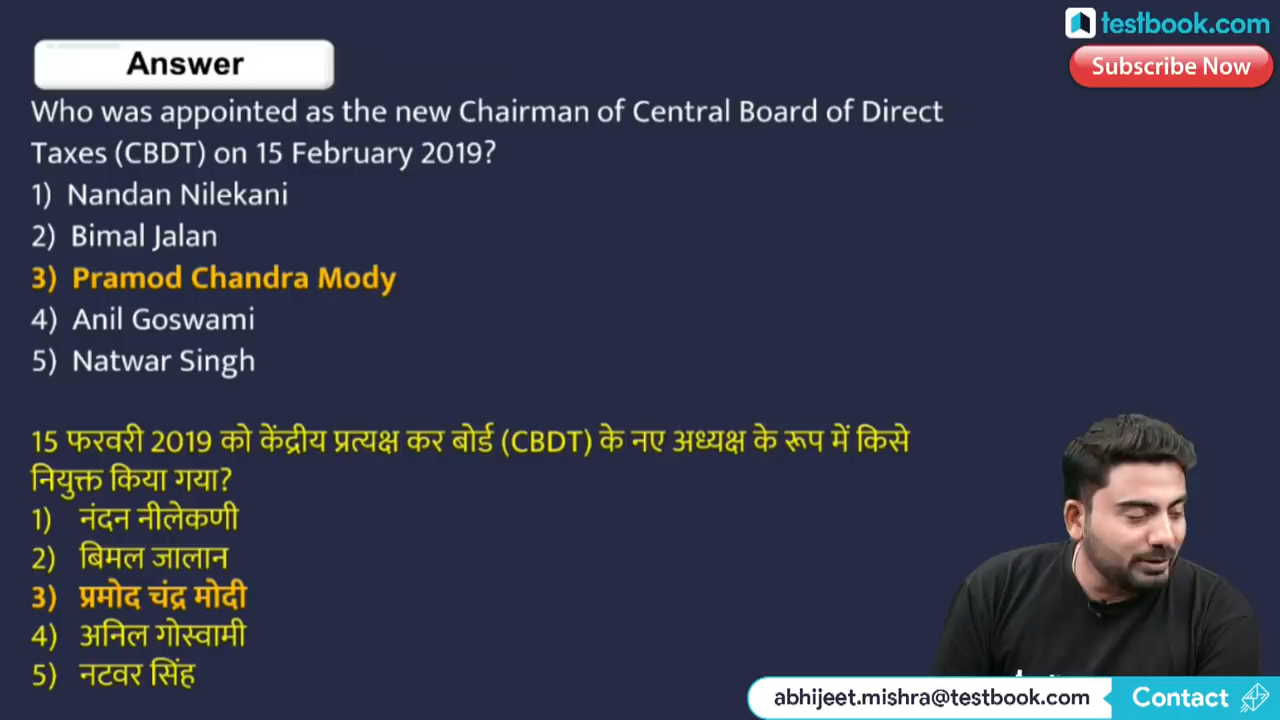 testbook.com
Subscribe Now
Answer
Who was appointed as the new Chairman of Central Board of Direct
Taxes (CBDT) on 15 February 2019?
1) Nandan Nilekani
2) Bimal Jalan
3) Pramod Chandra Mody
4) Anil Goswami
5) Natwar Singh
15 फरवरी 2019 को केंद्रीय प्रत्यक्ष कर बोर्ड (CBDT) के नए अध्यक्ष के रूप में किसे
नियुक्त किया गया?
1) नंदन नीलेकणी
2) बिमल जालान
3) प्रमोद चंद्र मोदी
4) अनिल गोस्वामी
5) नटवर सिंह
abhijeet.mishra@testbook.com
Contact